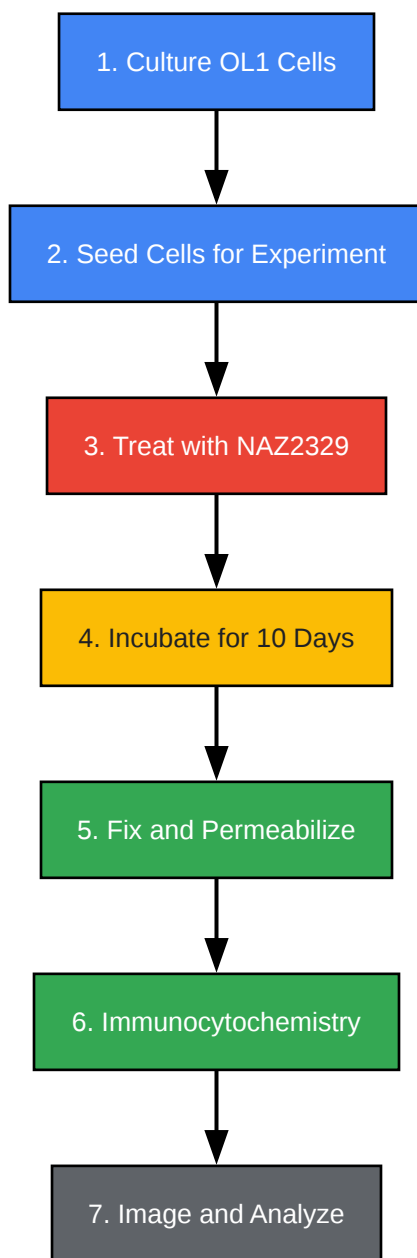 1. Culture OL1 Cells
2. Seed Cells for Experiment
3. Treat with NAZ2329
4. Incubate for 10 Days
5. Fix and Permeabilize
6. Immunocytochemistry
7. Image and Analyze